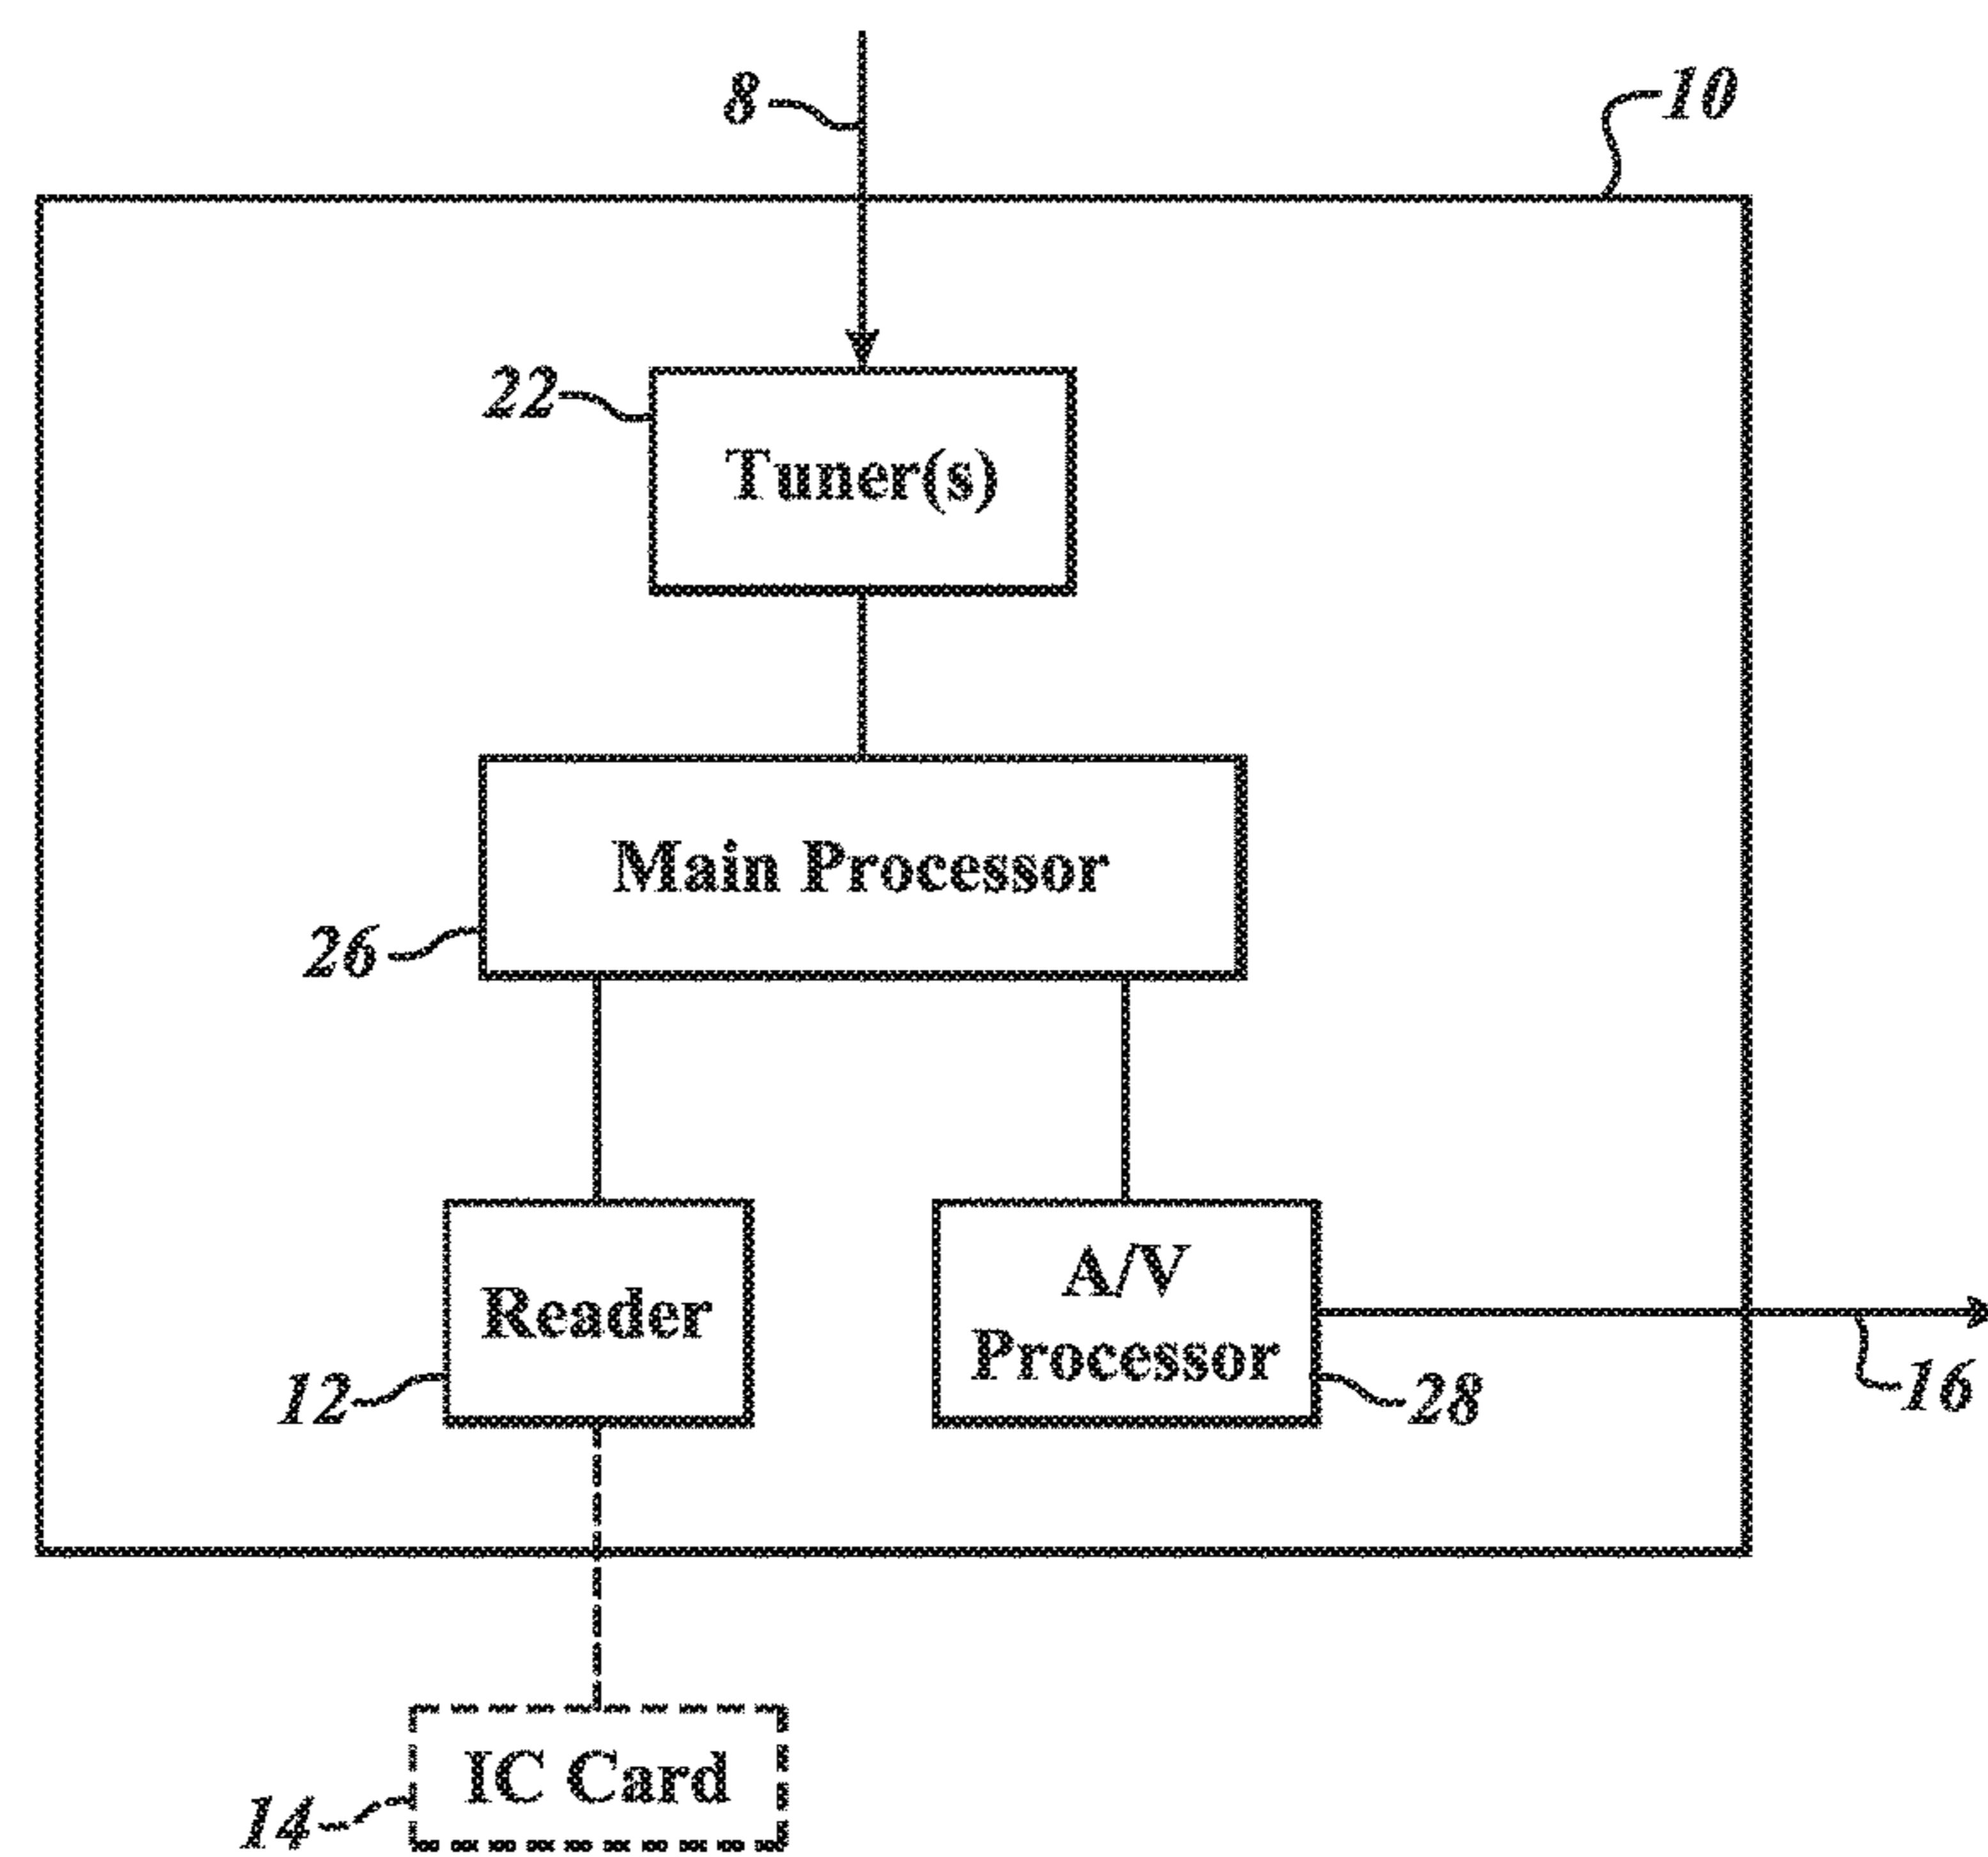 8
10
22
Tuner(s)
Main Processor
26
Reader
A/V
Processor
12
28
16
IC Card
14